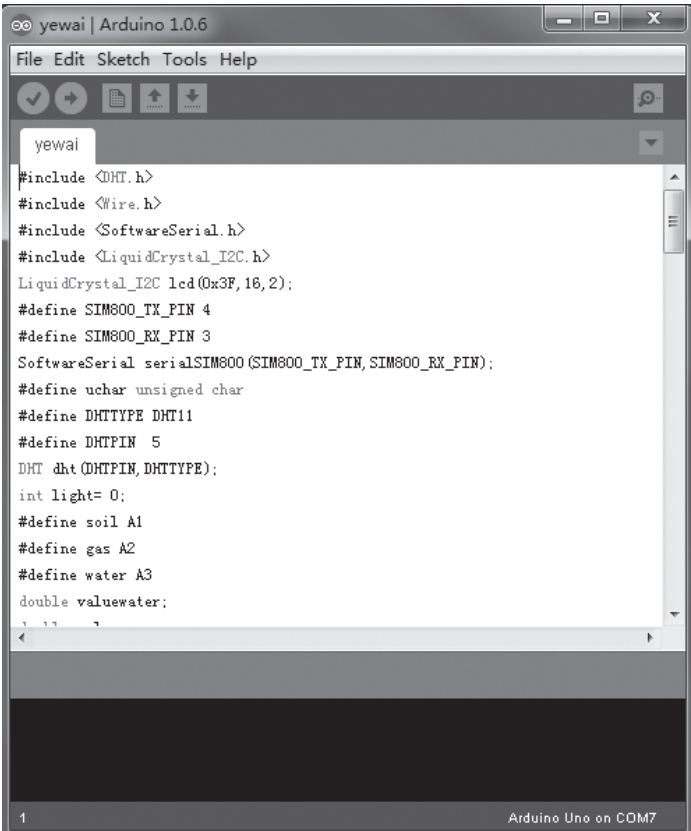 yewai | Arduino 1.0.6
File Edit Sketch Tools Help
yewai
#include <DHT.h>
#include <Wire.h>
#include <SoftwareSerial.h>
#include <LiquidCrystal_I2C.h>
LiquidCrystal_I2C lcd(0x3F,16,2);
#define SIM800_TX_PIN 4
#define SIM800_RX_PIN 3
SoftwareSerial serialSIM800(SIM800_TX_PIN,SIM800_RX_PIN);
#define uchar unsigned char
#define DHTTYPE DHT11
#define DHTPIN  5
DHT dht(DHTPIN,DHTTYPE);
int light= 0;
#define soil A1
#define gas A2
#define water A3
double valuewater;
1 Arduino Uno on COM7